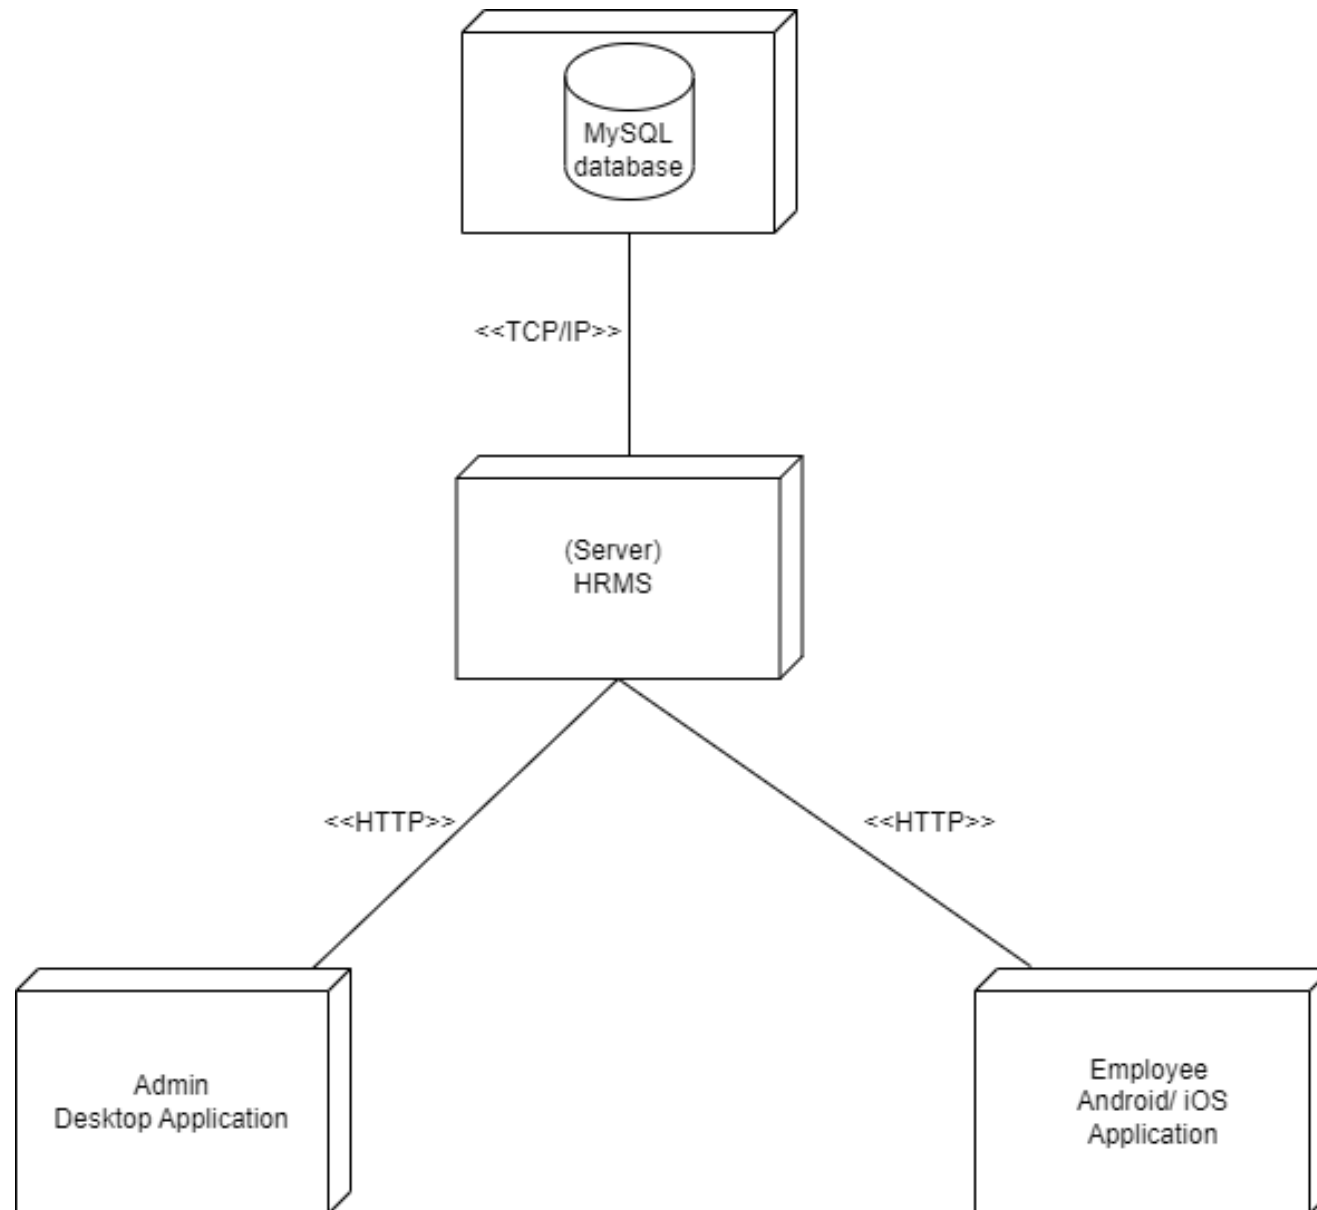 MySQL
database
<<TCP/IP>>
(Server)
HRMS
<<HTTP>>
<<HTTP>>
Admin
Desktop Application
Employee
Android/ iOS
Application